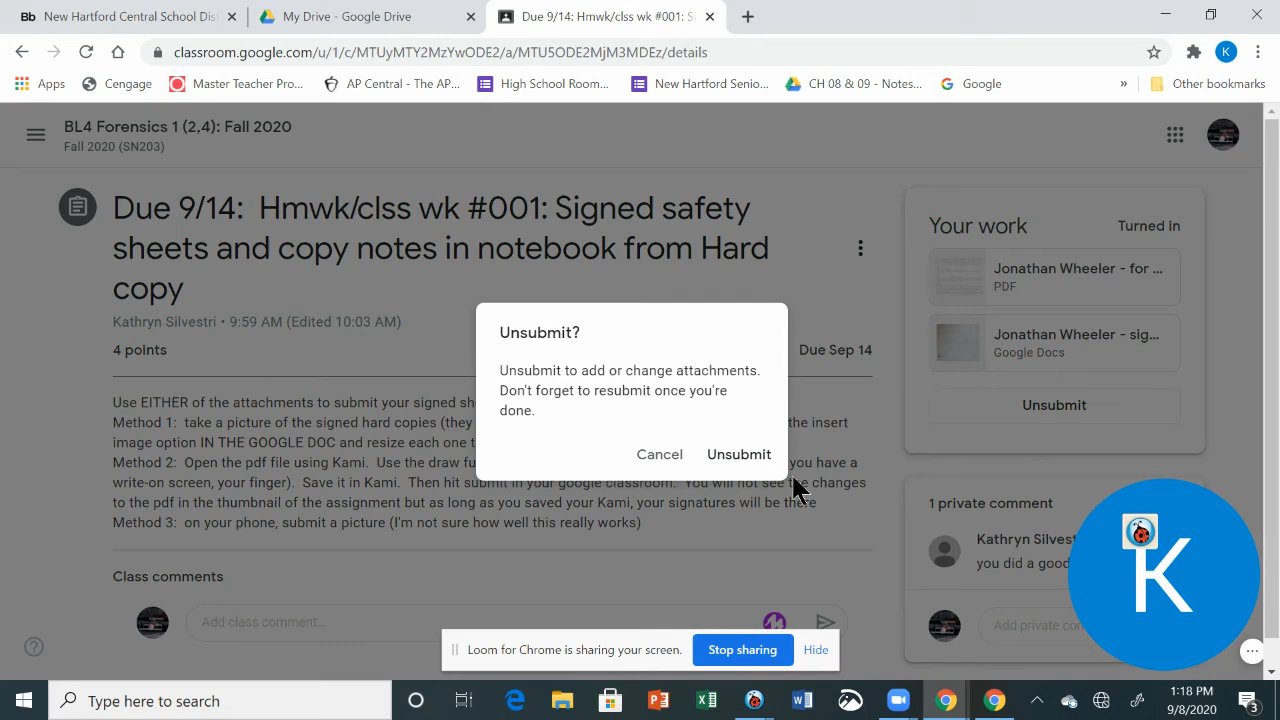 Bb New Hartford Central School Dist
My Drive - Google Drive
Due 9/14: Hmwk/clss wk #001: Si
classroom.google.com/u/1/c/MTUyMTY2MzYwODE2/a/MTU5ODE2MjM3MDEz/details
K
Apps
Cengage
Master Teacher Pro...
AP Central - The AP...
High School Room...
New Hartford Senio...
CH 08 & 09 - Notes...
Google
»
Other bookmarks
BL4 Forensics 1 (2,4): Fall 2020
Fall 2020 (SN203)
Due 9/14: Hmwk/clss wk #001: Signed safety
sheets and copy notes in notebook from Hard
copy
Kathryn Silvestri • 9:59 AM (Edited 10:03 AM)
4 points
Due Sep 14
Use EITHER of the attachments to submit your signed sh
Method 1: take a picture of the signed hard copies (they
the insert
image option IN THE GOOGLE DOC and resize each one t
Method 2: Open the pdf file using Kami. Use the draw fu
you have a
write-on screen, your finger). Save it in Kami. Then hit submit in your google classroom. You will not see the changes
to the pdf in the thumbnail of the assignment but as long as you saved your Kami, your signatures will be there
Method 3: on your phone, submit a picture (I'm not sure how well this really works)
Class comments
Add class comment...
Unsubmit?
Unsubmit to add or change attachments.
Don't forget to resubmit once you're
done.
Cancel
Unsubmit
Your work
Turned in
Jonathan Wheeler - for ...
PDF
Jonathan Wheeler - sig...
Google Docs
Unsubmit
1 private comment
Kathryn Silvest
you did a good
Add private con
K
Loom for Chrome is sharing your screen.
Stop sharing
Hide
Type here to search
1:18 PM
9/8/2020
3